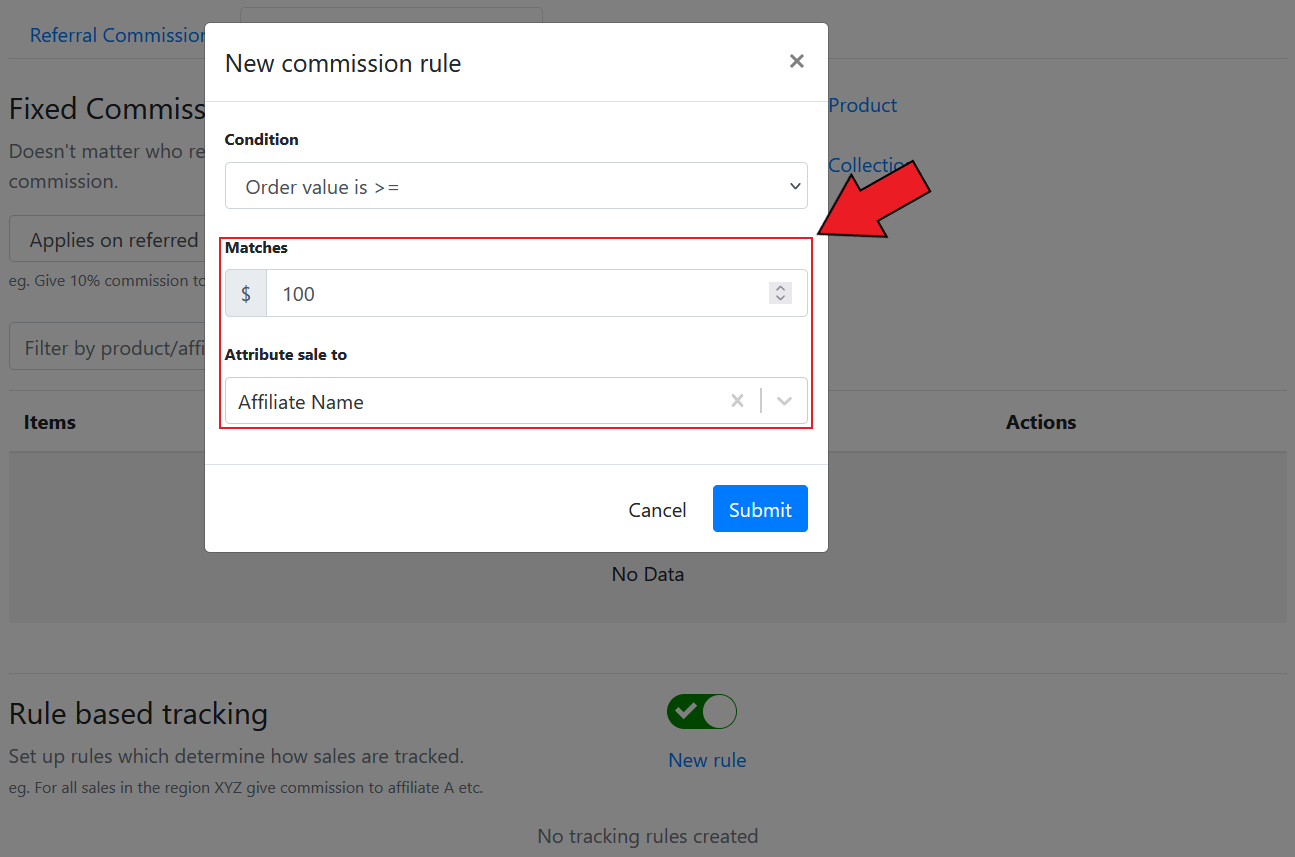 Referral Commission
New commission rule
×
Fixed Commiss
Product
Doesn't matter who re
commission.
Collection
Condition
Order value is >=
Applies on referred
Matches
eg. Give 10% commission to
$ 100
Filter by product/affi
Attribute sale to
Affiliate Name
Items
Actions
Cancel
Submit
No Data
Rule based tracking
Set up rules which determine how sales are tracked.
New rule
eg. For all sales in the region XYZ give commission to affiliate A etc.
No tracking rules created